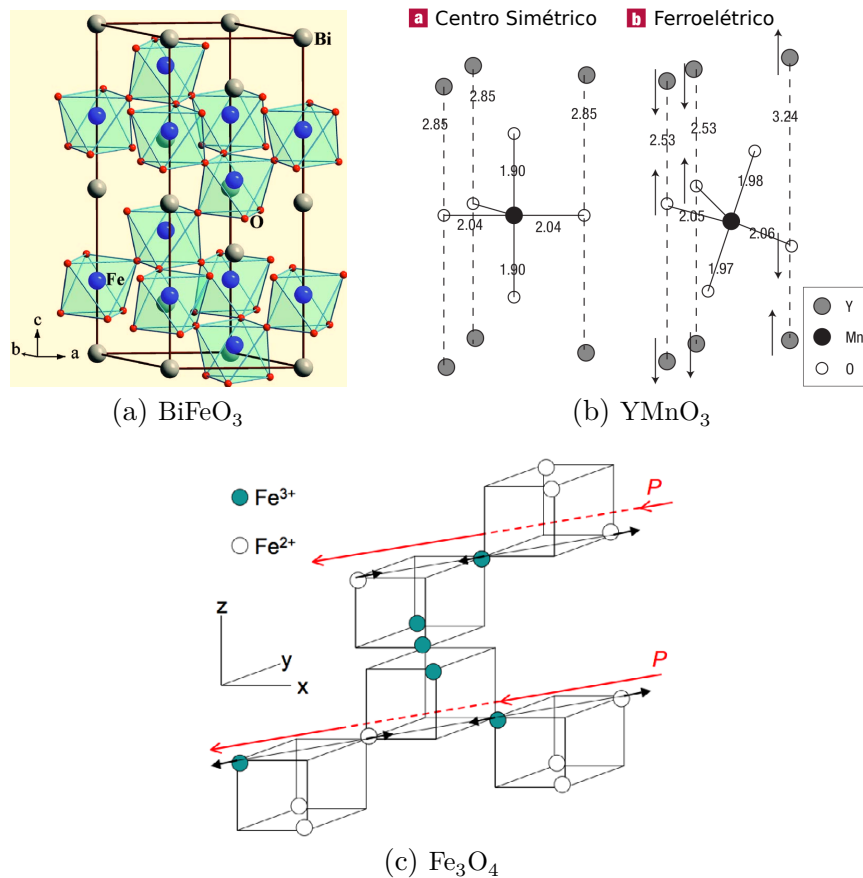 Bi
O
Fe
c
b
a
(a) BiFeO₃
a Centro Simétrico
2.85
2.85
2.85
1.90
2.04
2.04
1.90
b Ferroelétrico
2.53
2.53
3.24
1.98
2.05
2.06
1.97
Y
Mn
O
(b) YMnO₃
Fe³⁺
Fe²⁺
z
y
x
P
P
(c) Fe₃O₄